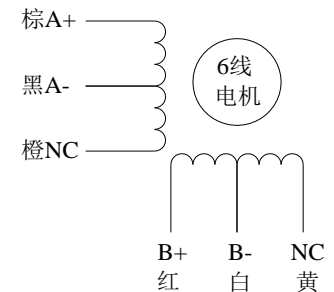 棕A+
6线
电机
黑A-
橙NC
B+ B- NC
红 白 黄